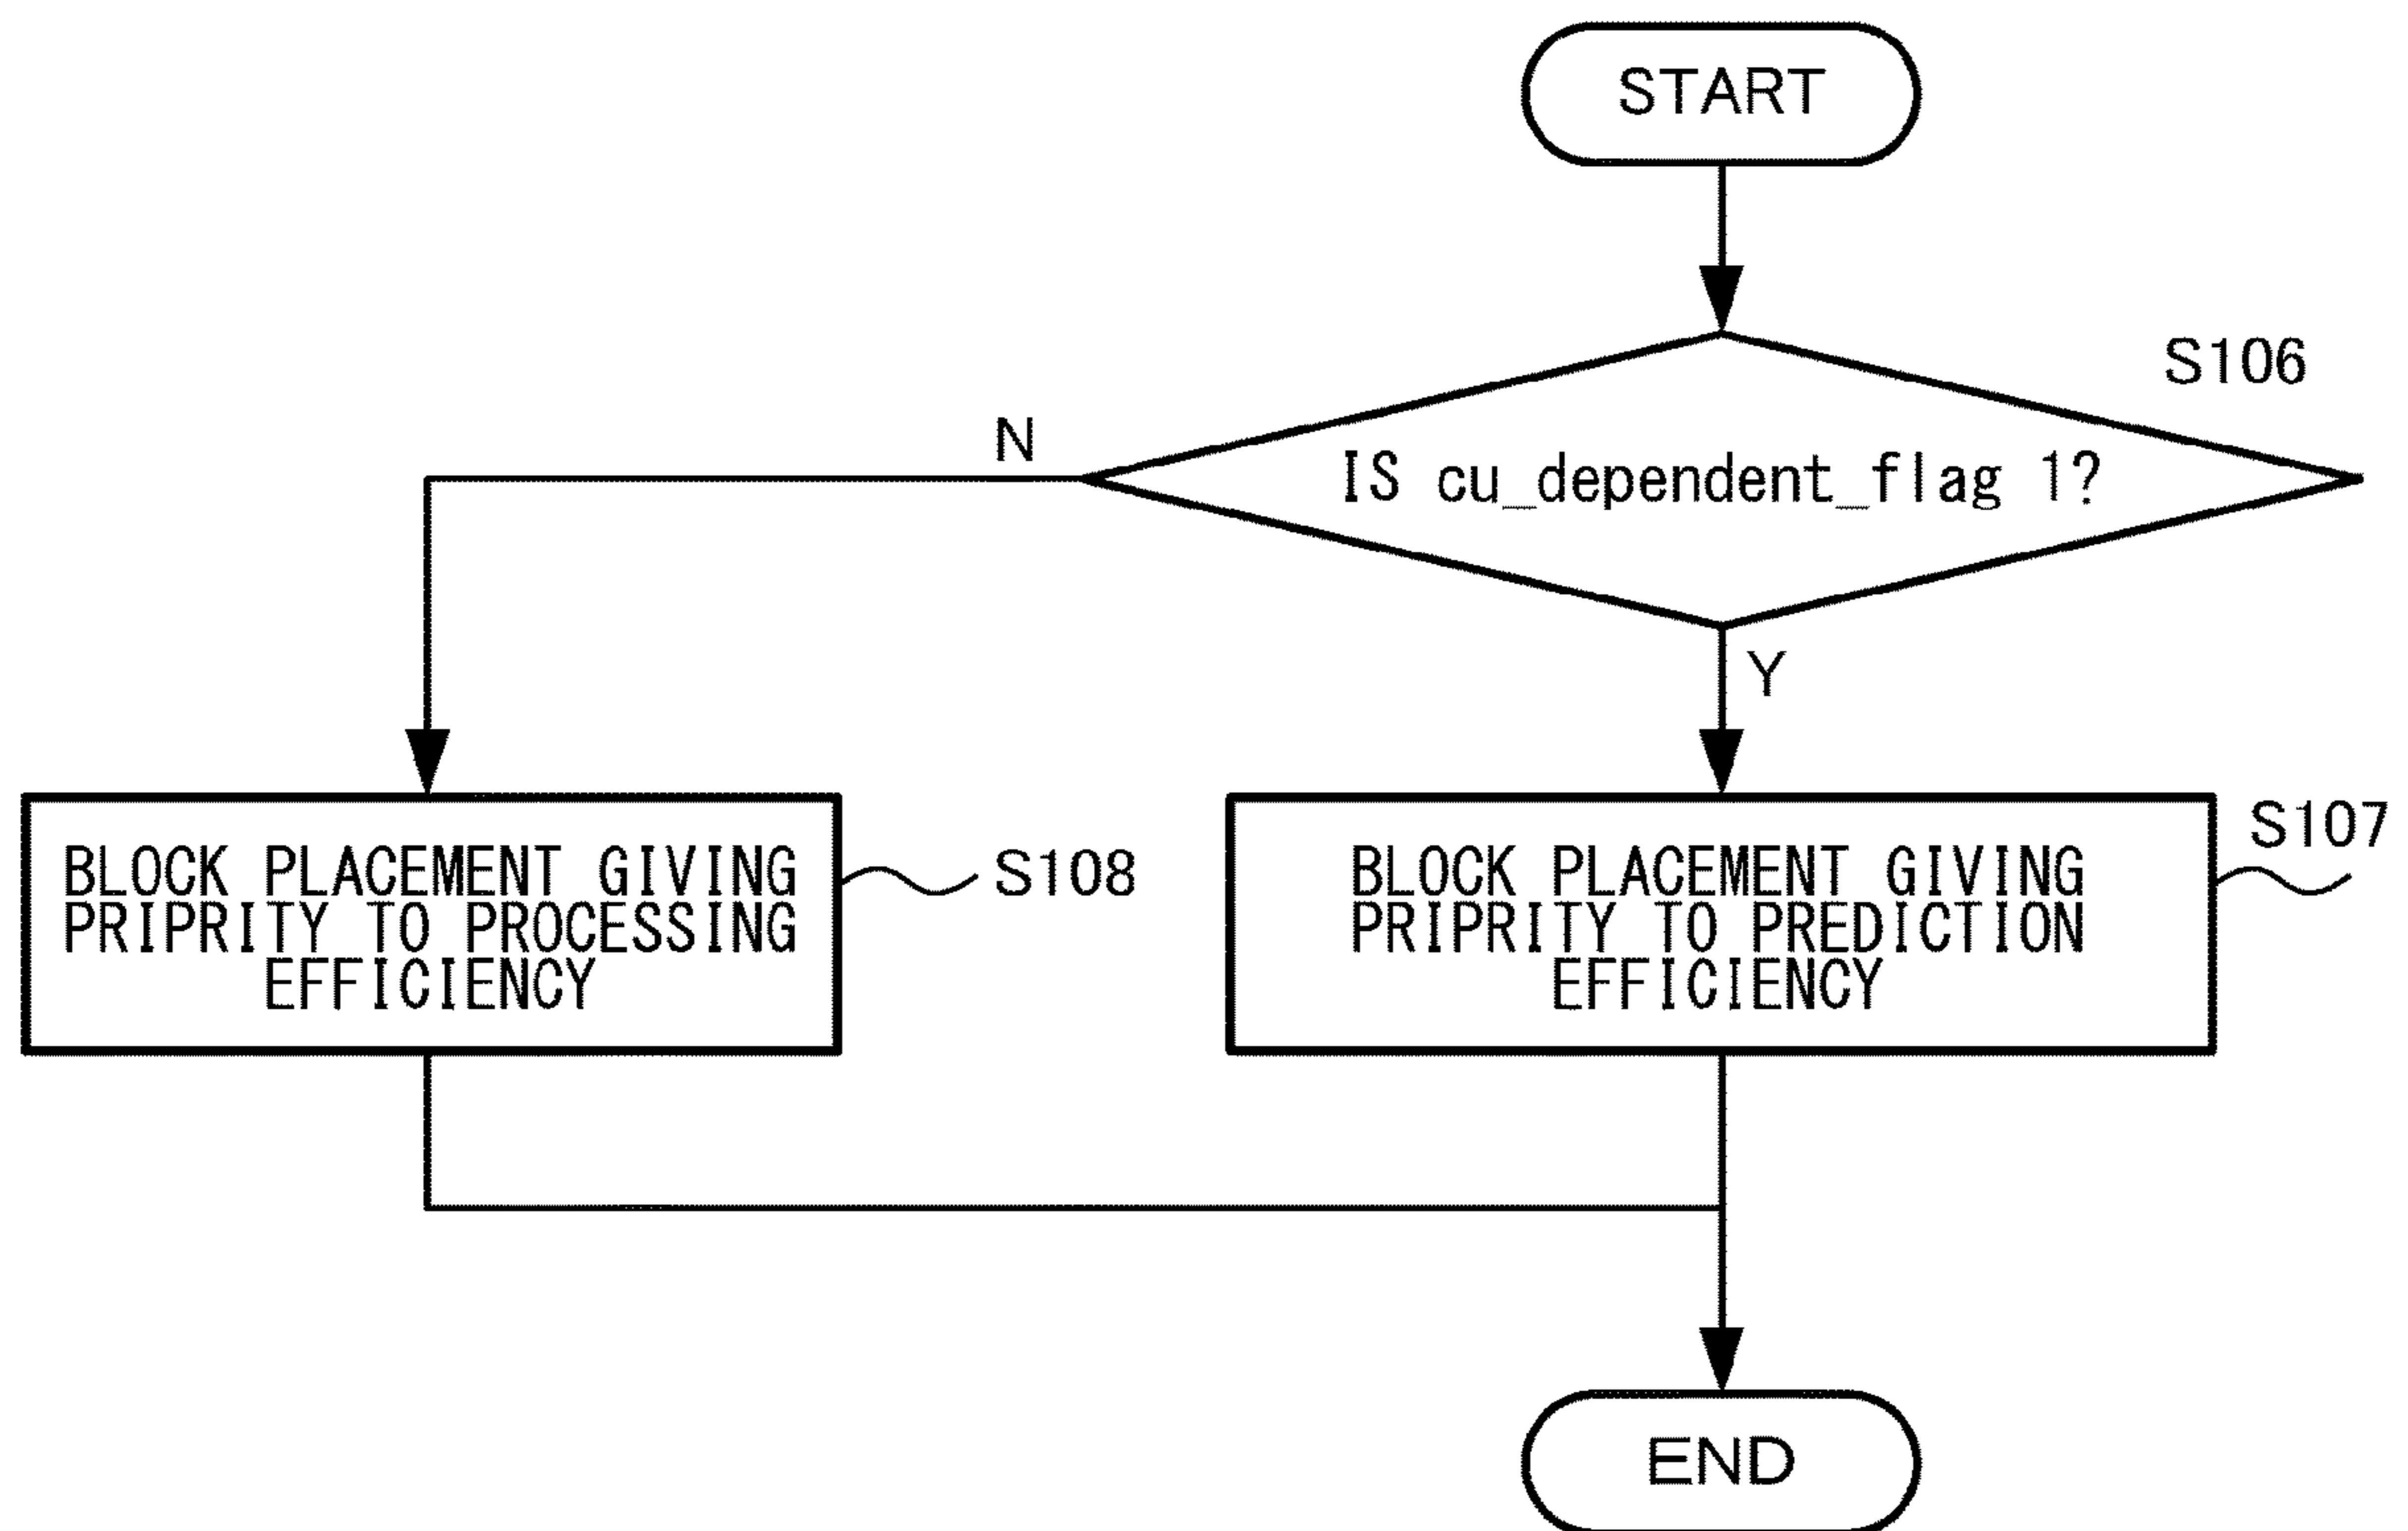 START
S106
N
IS cu_dependent_flag 1?
Y
BLOCK PLACEMENT GIVING
PRIPRITY TO PROCESSING
EFFICIENCY
S108
BLOCK PLACEMENT GIVING
PRIPRITY TO PREDICTION
EFFICIENCY
S107
END